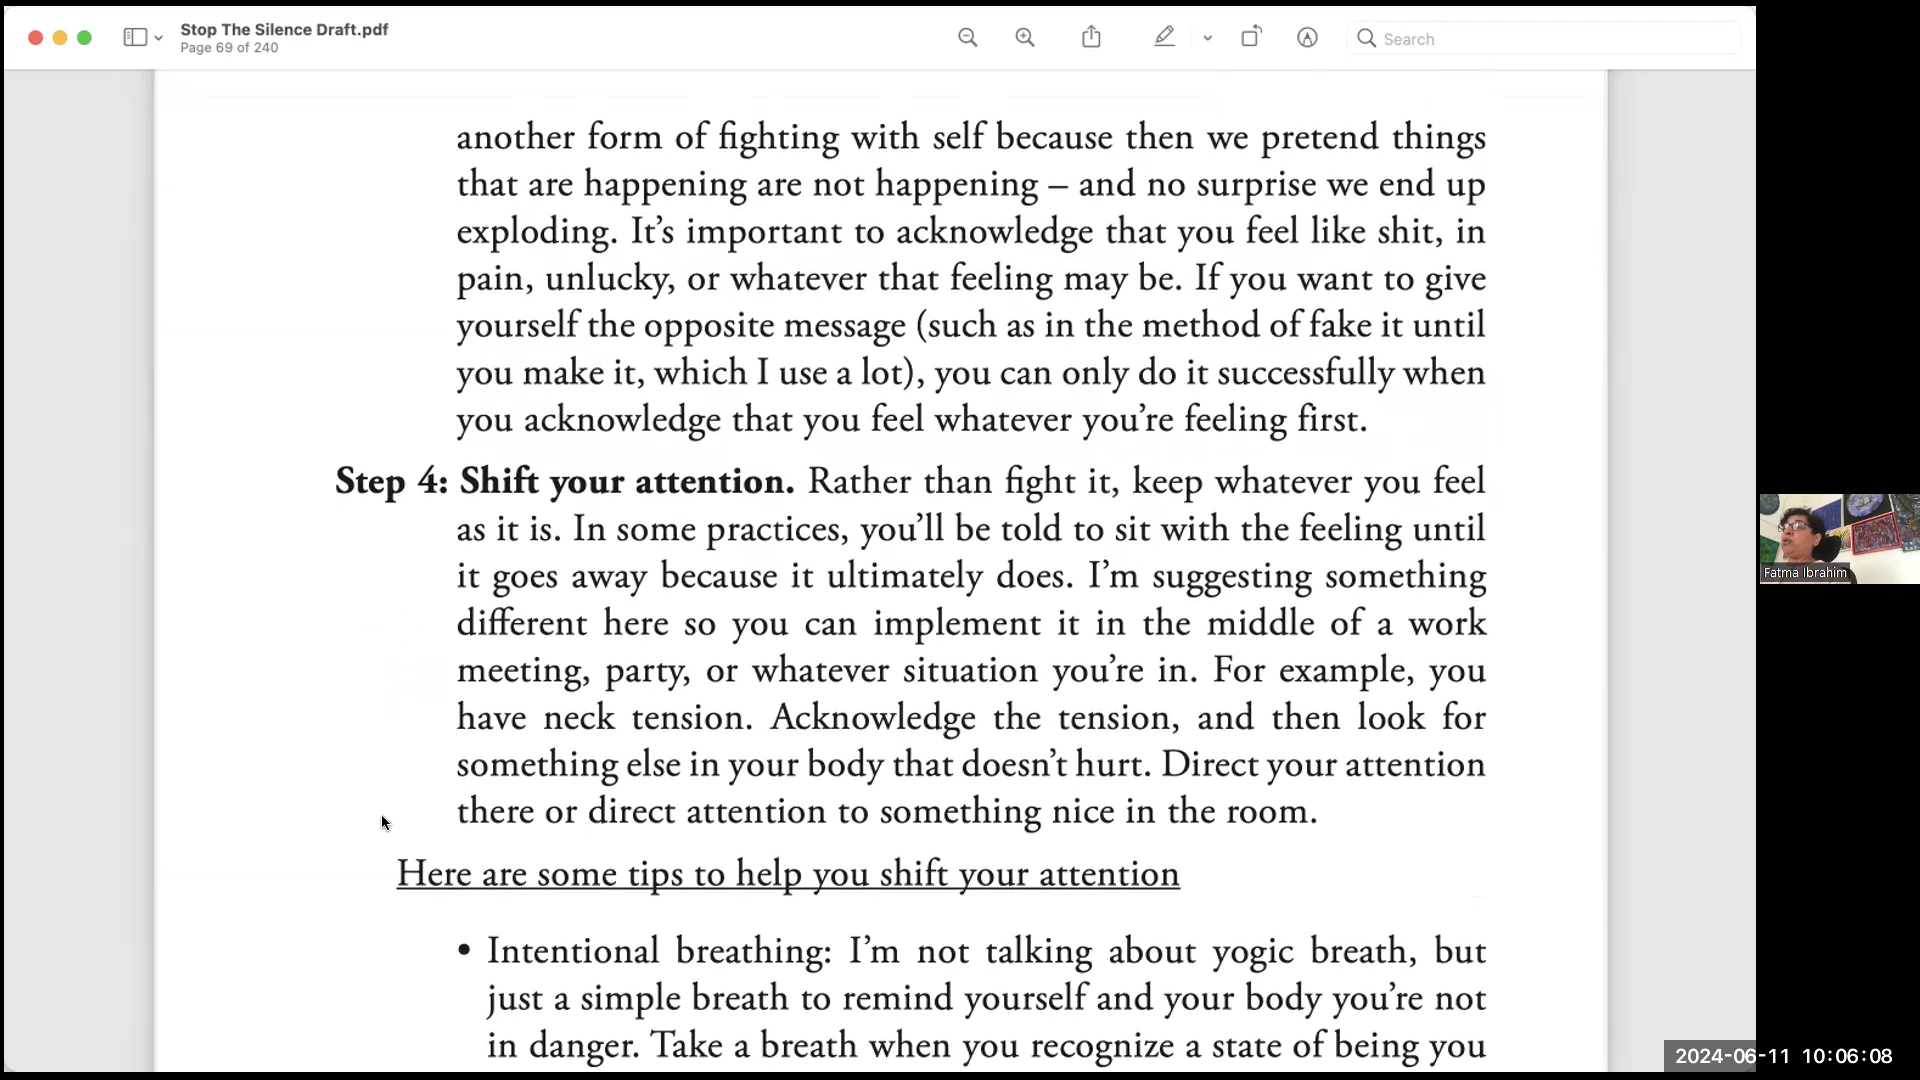 Stop The Silence Draft.pdf
Page 69 of 240
Search
another form of fighting with self because then we pretend things
that are happening are not happening – and no surprise we end up
exploding. It’s important to acknowledge that you feel like shit, in
pain, unlucky, or whatever that feeling may be. If you want to give
yourself the opposite message (such as in the method of fake it until
you make it, which I use a lot), you can only do it successfully when
you acknowledge that you feel whatever you’re feeling first.
Step 4: Shift your attention. Rather than fight it, keep whatever you feel
as it is. In some practices, you’ll be told to sit with the feeling until
it goes away because it ultimately does. I’m suggesting something
different here so you can implement it in the middle of a work
meeting, party, or whatever situation you’re in. For example, you
have neck tension. Acknowledge the tension, and then look for
something else in your body that doesn’t hurt. Direct your attention
there or direct attention to something nice in the room.
Here are some tips to help you shift your attention
• Intentional breathing: I’m not talking about yogic breath, but
just a simple breath to remind yourself and your body you’re not
in danger. Take a breath when you recognize a state of being you
Fatma Ibrahim
2024-06-11 10:06:08